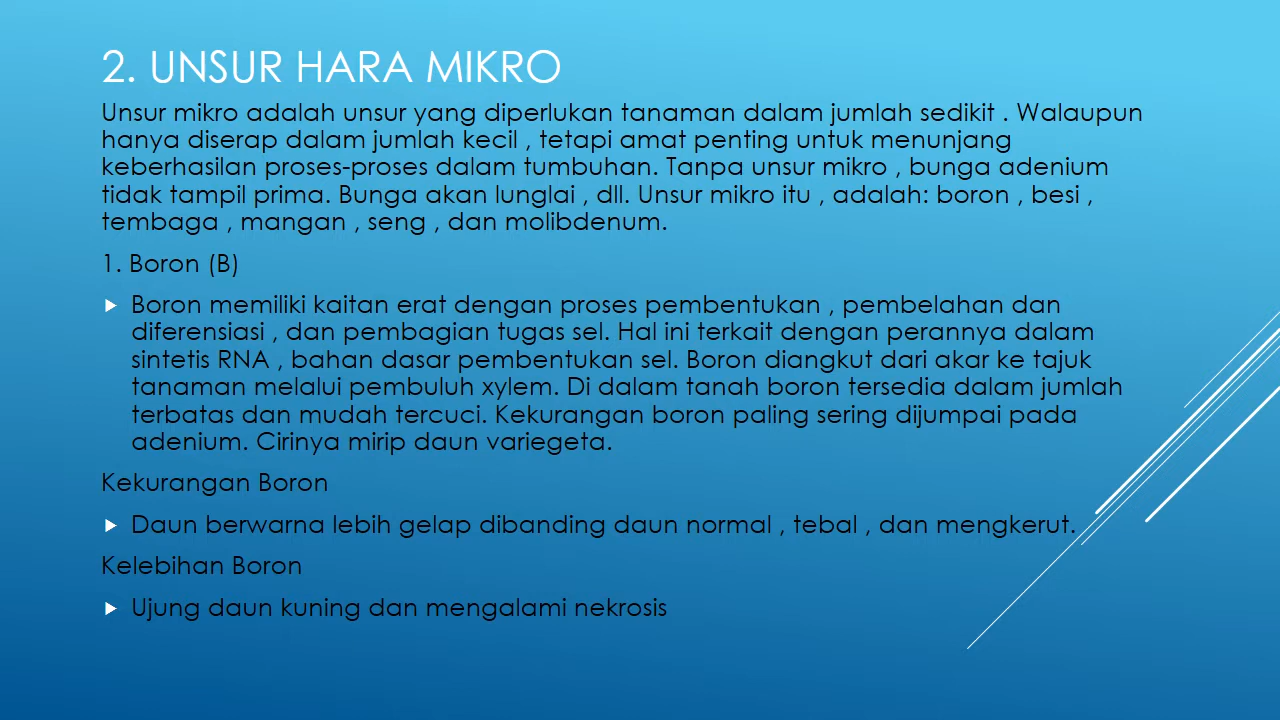 2. UNSUR HARA MIKRO
Unsur mikro adalah unsur yang diperlukan tanaman dalam jumlah sedikit . Walaupun
hanya diserap dalam jumlah kecil , tetapi amat penting untuk menunjang
keberhasilan proses-proses dalam tumbuhan. Tanpa unsur mikro , bunga adenium
tidak tampil prima. Bunga akan lunglai , dll. Unsur mikro itu , adalah: boron , besi ,
tembaga , mangan , seng , dan molibdenum.
1. Boron (B)
Boron memiliki kaitan erat dengan proses pembentukan , pembelahan dan
diferensiasi , dan pembagian tugas sel. Hal ini terkait dengan perannya dalam
sintetis RNA , bahan dasar pembentukan sel. Boron diangkut dari akar ke tajuk
tanaman melalui pembuluh xylem. Di dalam tanah boron tersedia dalam jumlah
terbatas dan mudah tercuci. Kekurangan boron paling sering dijumpai pada
adenium. Cirinya mirip daun variegeta.
Kekurangan Boron
Daun berwarna lebih gelap dibanding daun normal , tebal , dan mengkerut.
Kelebihan Boron
Ujung daun kuning dan mengalami nekrosis